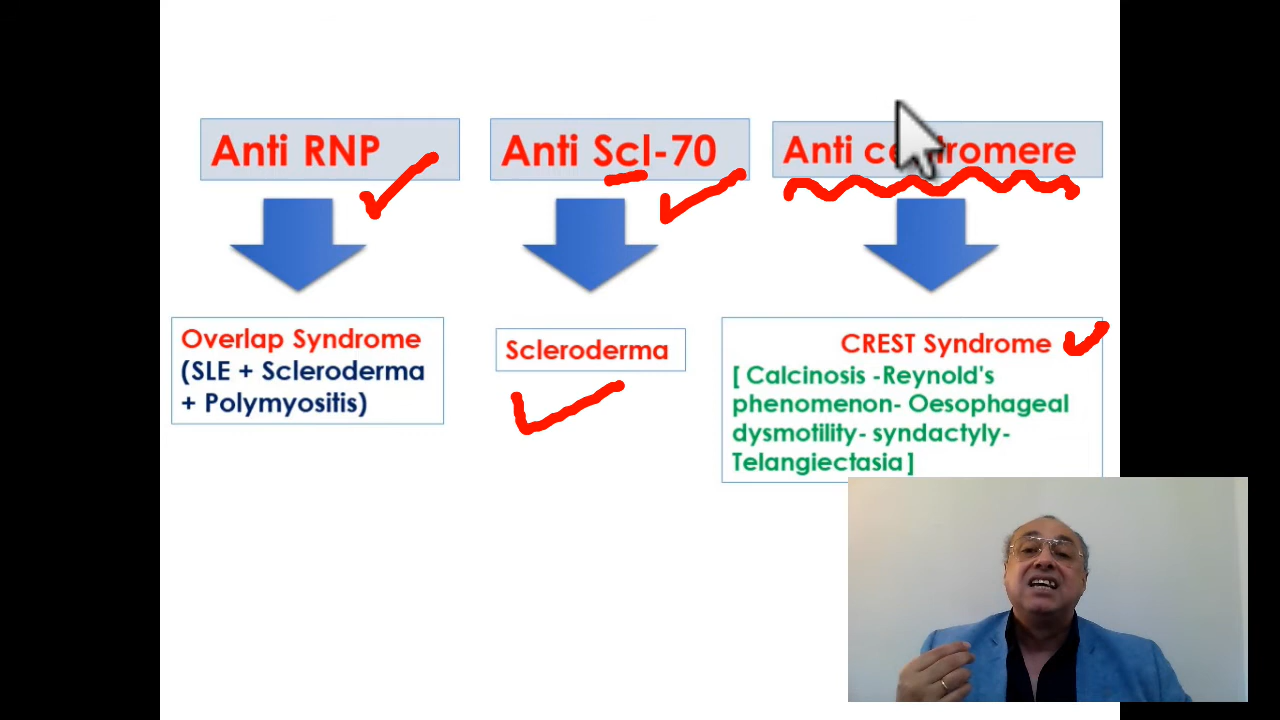 Anti RNP
Anti Scl-70
Anti centromere
Overlap Syndrome
(SLE + Scleroderma
+ Polymyositis)
Scleroderma
CREST Syndrome
[ Calcinosis -Reynold's
phenomenon- Oesophageal
dysmotility- syndactyly-
Telangiectasia ]